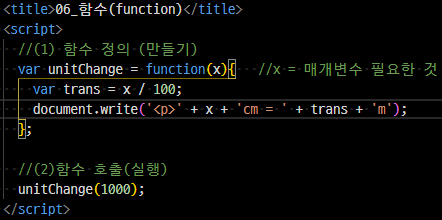 <title>06_함수(function)</title>
<script>
//(1) 함수 정의 (만들기)
var unitChange = function(x){ //x = 매개변수 필요한 것
var trans = x / 100;
document.write('<p>' + x + 'cm = ' + trans + 'm');
};
//(2)함수 호출(실행)
unitChange(1000);
</script>